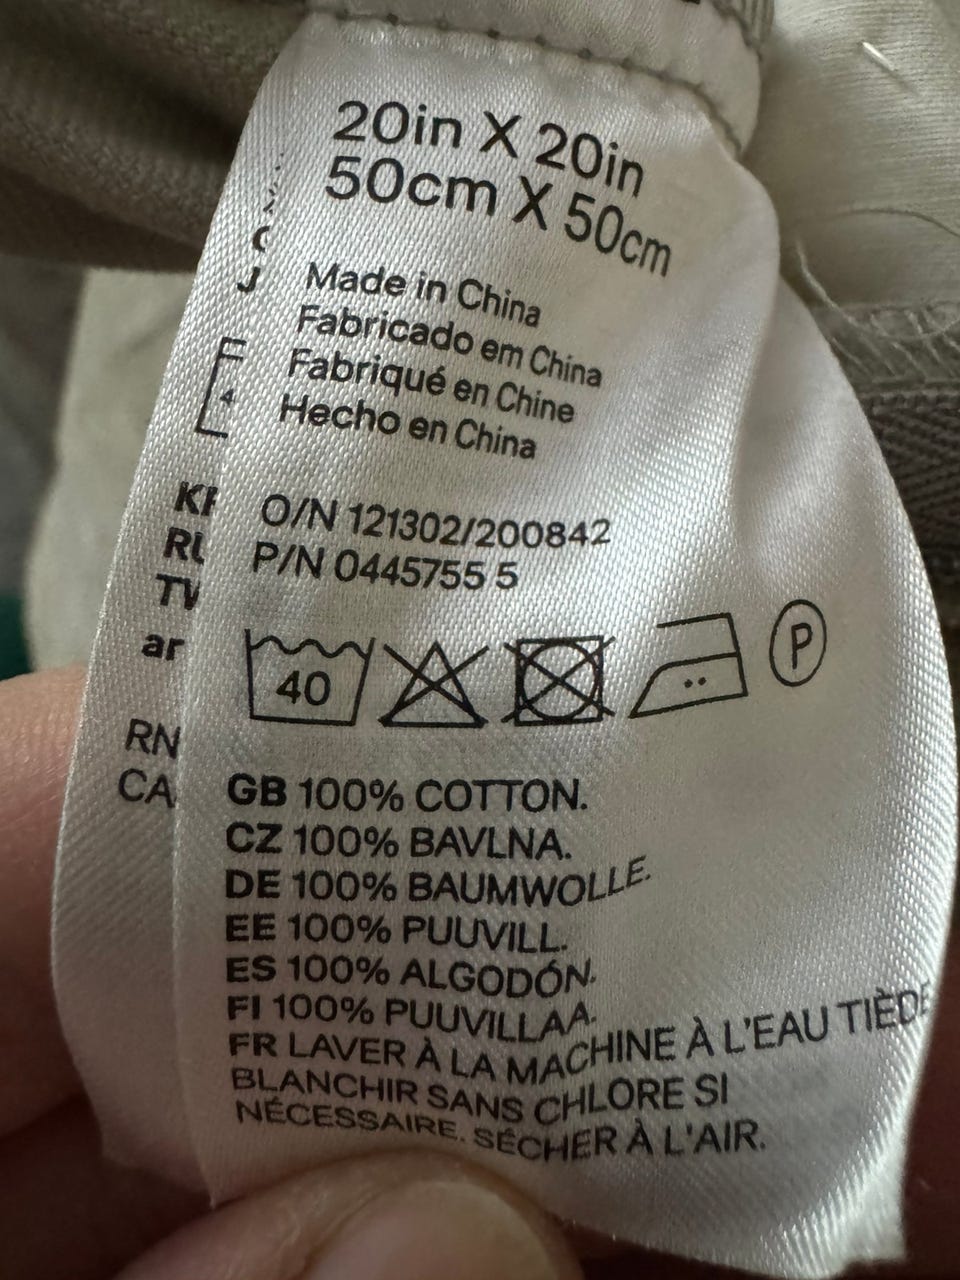 20in X 20in
50cm X 50cm
Made in China
Fabricado em China
Fabriqué en Chine
Hecho en China
O/N 121302/200842
P/N 0445755 5
40
P
GB 100% COTTON.
CZ 100% BAVLNA.
DE 100% BAUMWOLLE.
EE 100% PUUVILL.
ES 100% ALGODÓN.
FI 100% PUUVILLAA.
FR LAVER À LA MACHINE À L'EAU TIÈDE
BLANCHIR SANS CHLORE SI
NÉCESSAIRE. SÉCHER À L'AIR.
RN
CA